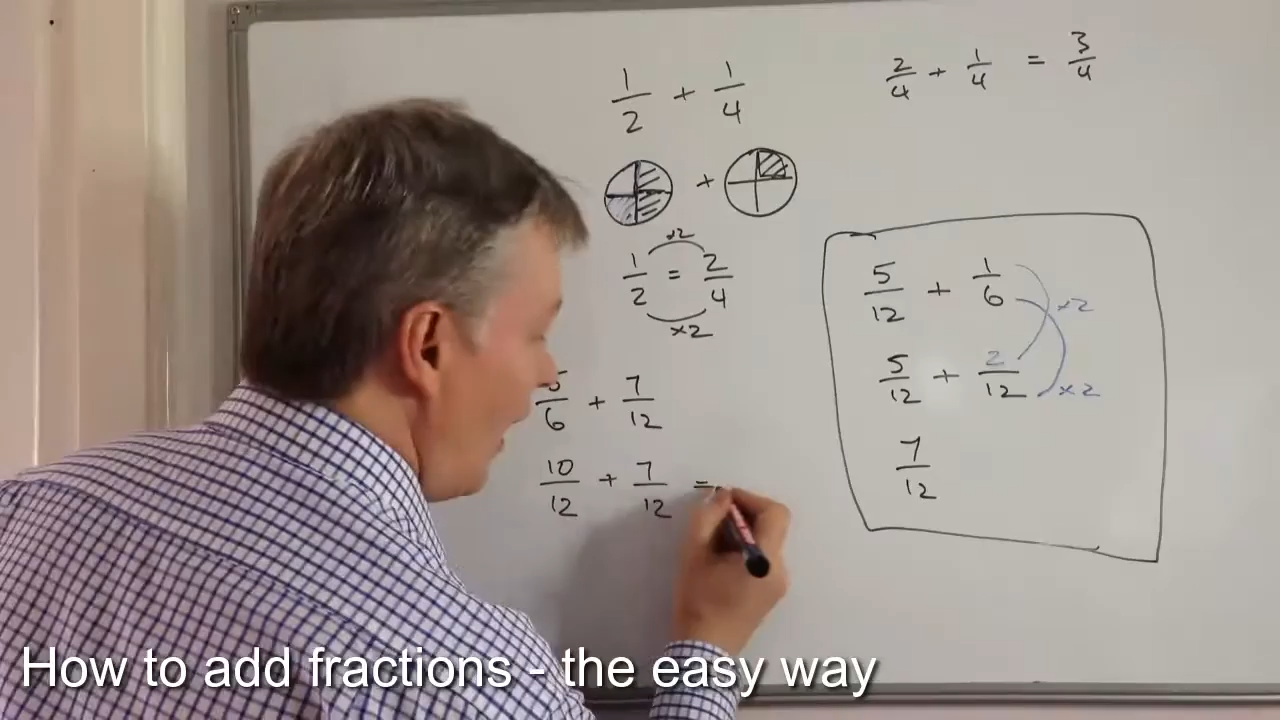 1/2 + 1/4
2/4 + 1/4 = 3/4
+
×2
1/2 = 2/4
×2
5/6 + 7/12
10/12 + 7/12 =
5/12 + 1/6
×2
5/12 + 2/12
×2
7/12
How to add fractions - the easy way